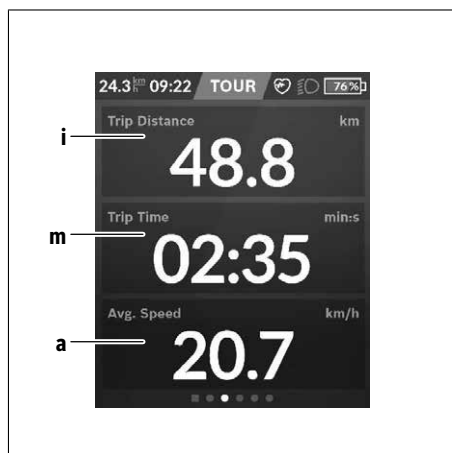 24.3 km/h 09:22 TOUR 76%
i
Trip Distance km
48.8
m
Trip Time min:s
02:35
a
Avg. Speed km/h
20.7